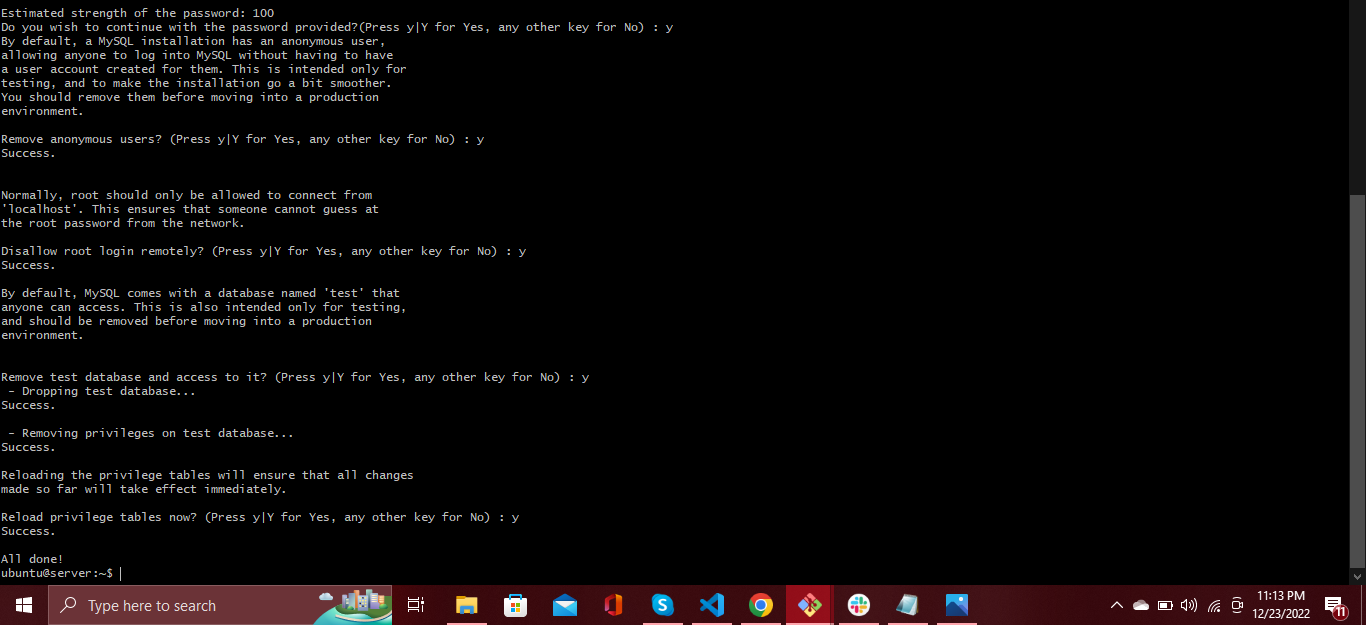 Estimated strength of the password: 100
Do you wish to continue with the password provided?(Press y|Y for Yes, any other key for No) : y
By default, a MySQL installation has an anonymous user,
allowing anyone to log into MySQL without having to have
a user account created for them. This is intended only for
testing, and to make the installation go a bit smoother.
You should remove them before moving into a production
environment.
Remove anonymous users? (Press y|Y for Yes, any other key for No) : y
Success.
Normally, root should only be allowed to connect from
'localhost'. This ensures that someone cannot guess at
the root password from the network.
Disallow root login remotely? (Press y|Y for Yes, any other key for No) : y
Success.
By default, MySQL comes with a database named 'test' that
anyone can access. This is also intended only for testing,
and should be removed before moving into a production
environment.
Remove test database and access to it? (Press y|Y for Yes, any other key for No) : y
 - Dropping test database...
Success.
 - Removing privileges on test database...
Success.
Reloading the privilege tables will ensure that all changes
made so far will take effect immediately.
Reload privilege tables now? (Press y|Y for Yes, any other key for No) : y
Success.
All done!
ubuntu@server:~$
Type here to search
11:13 PM
12/23/2022
11